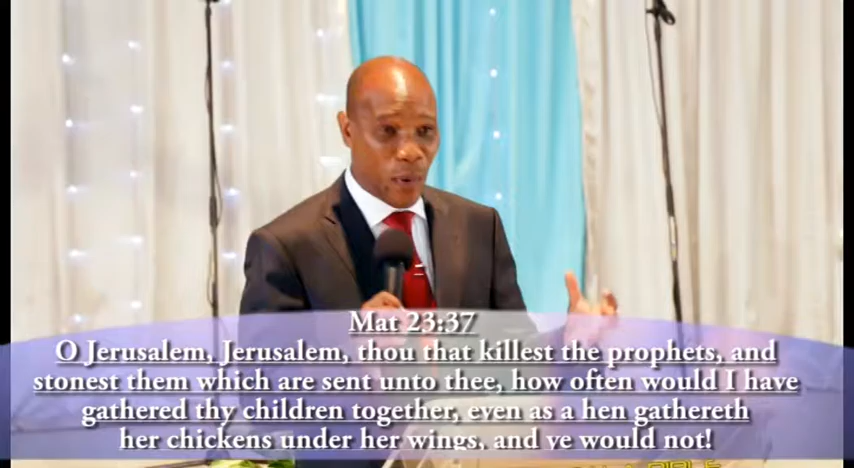 Mat 23:37
O Jerusalem, Jerusalem, thou that killest the prophets, and
stonest them which are sent unto thee, how often would I have
gathered thy children together, even as a hen gathereth
her chickens under her wings, and ye would not!